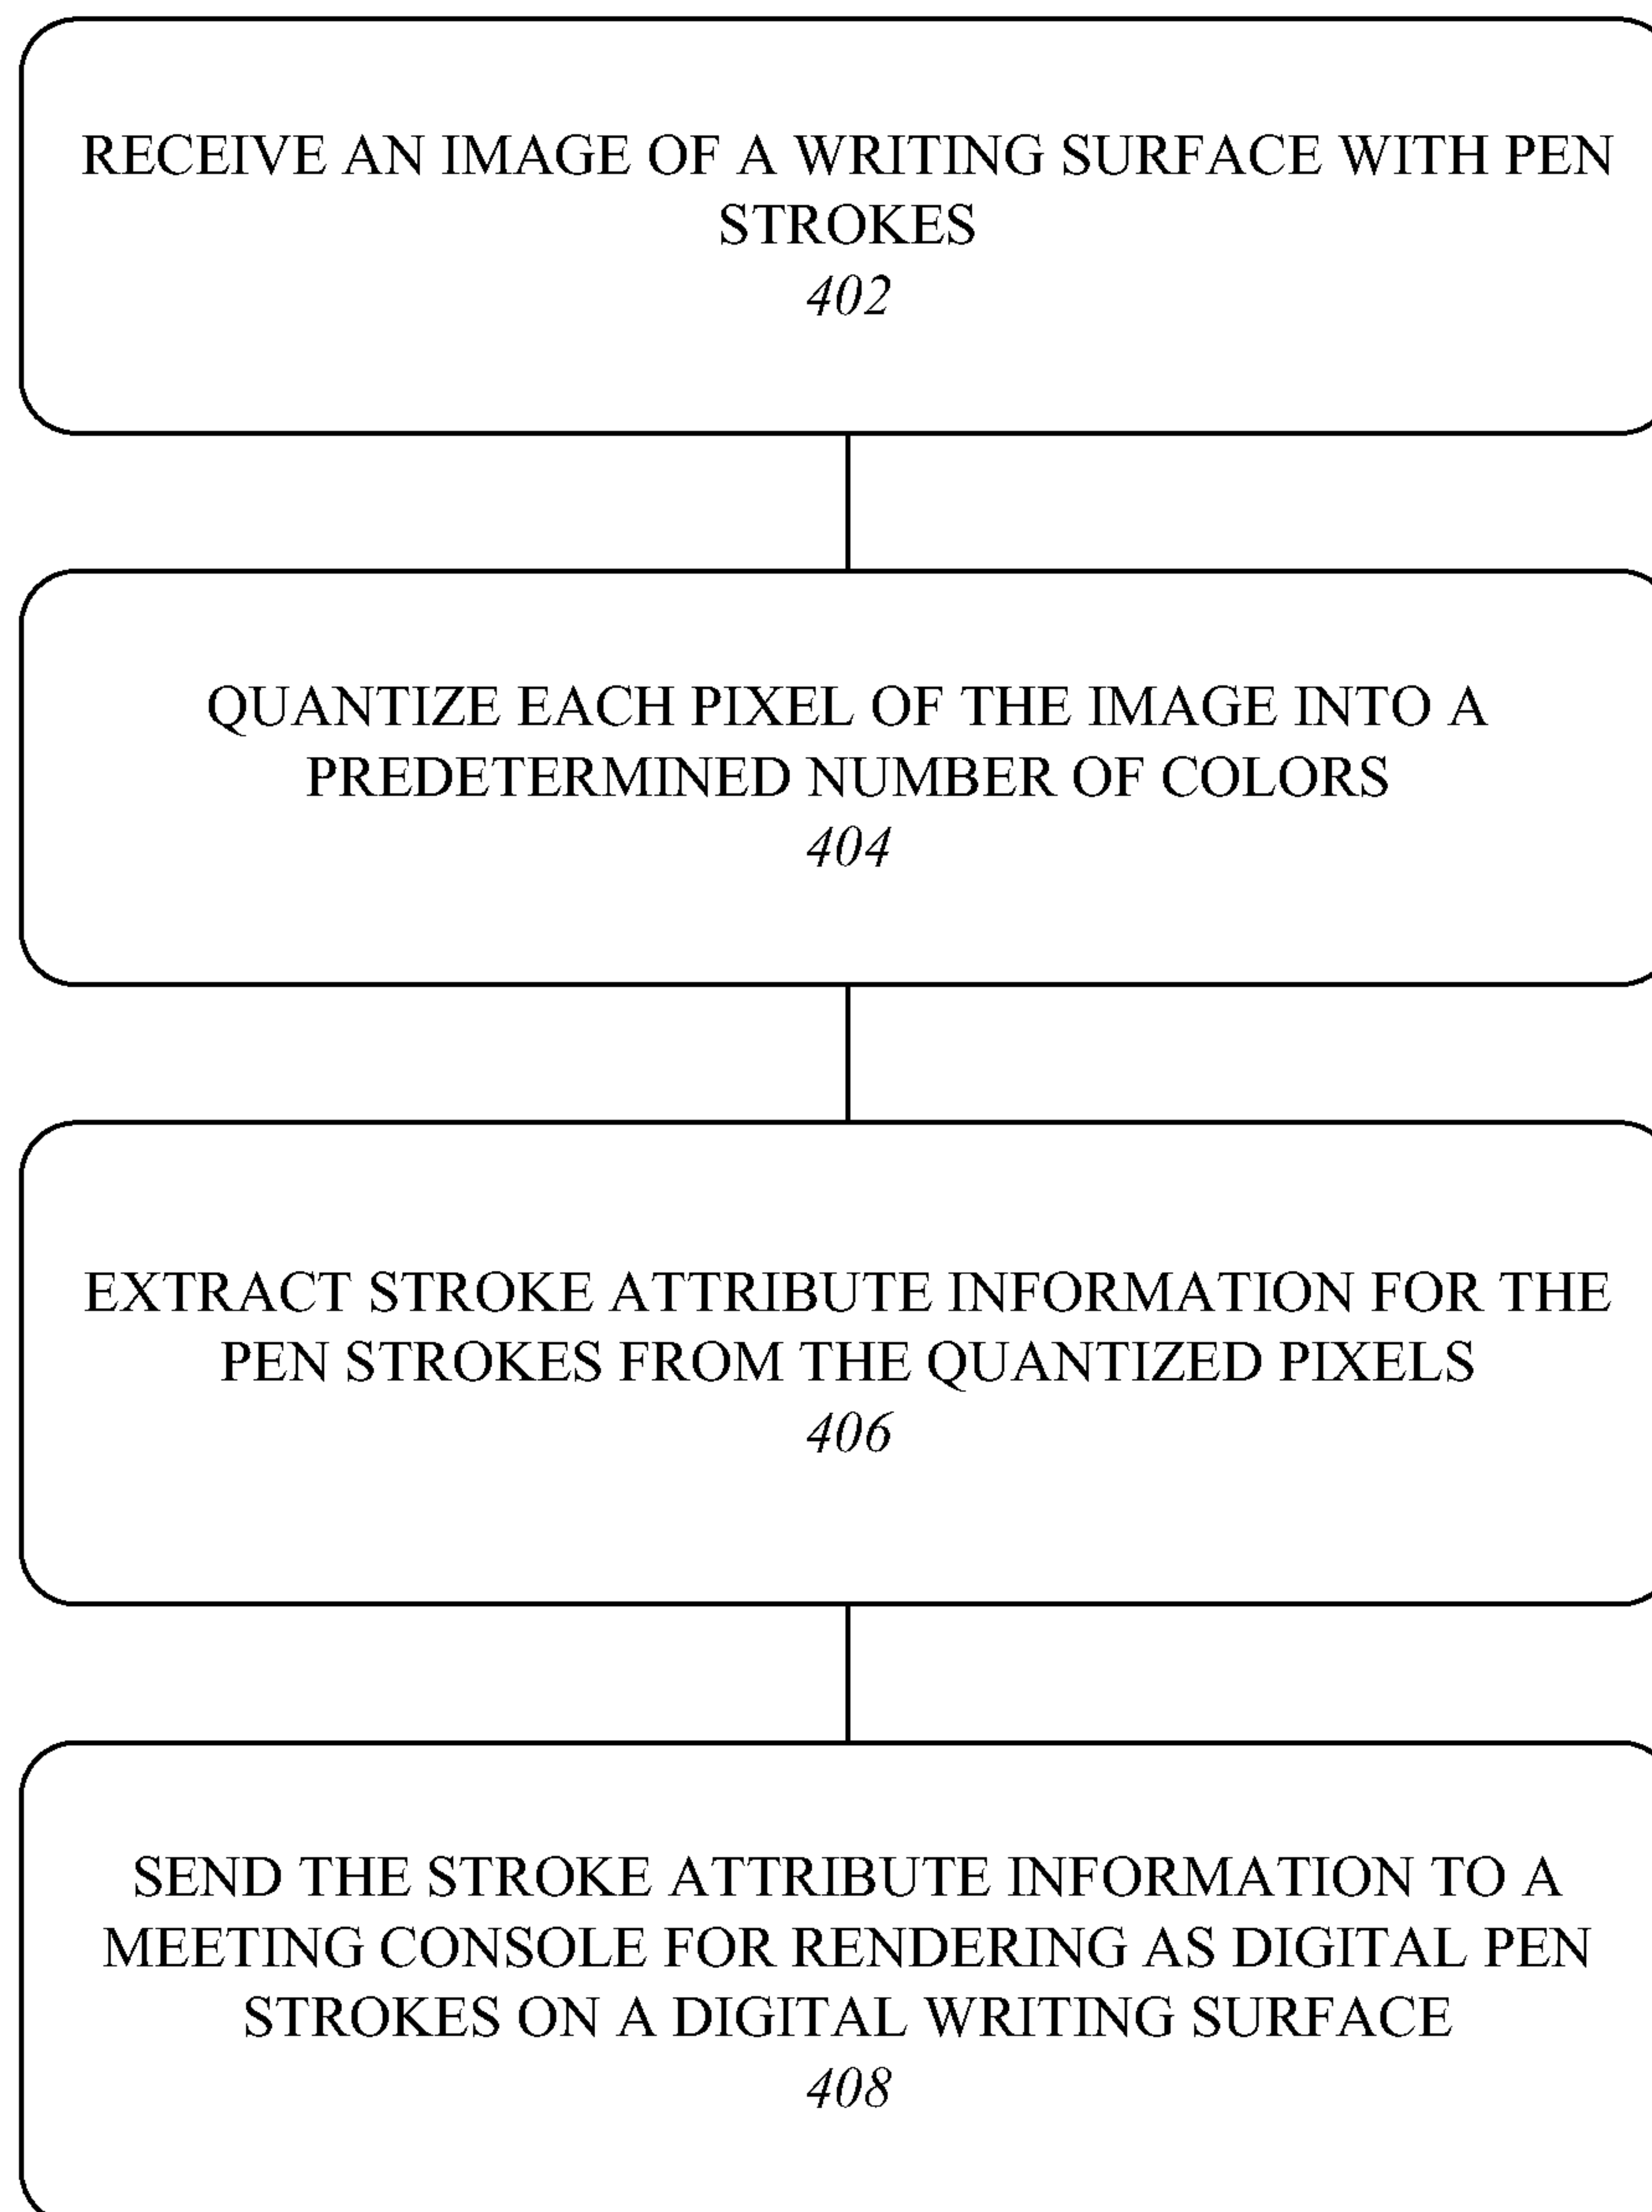 RECEIVE AN IMAGE OF A WRITING SURFACE WITH PEN
STROKES
402
QUANTIZE EACH PIXEL OF THE IMAGE INTO A
PREDETERMINED NUMBER OF COLORS
404
EXTRACT STROKE ATTRIBUTE INFORMATION FOR THE
PEN STROKES FROM THE QUANTIZED PIXELS
406
SEND THE STROKE ATTRIBUTE INFORMATION TO A
MEETING CONSOLE FOR RENDERING AS DIGITAL PEN
STROKES ON A DIGITAL WRITING SURFACE
408